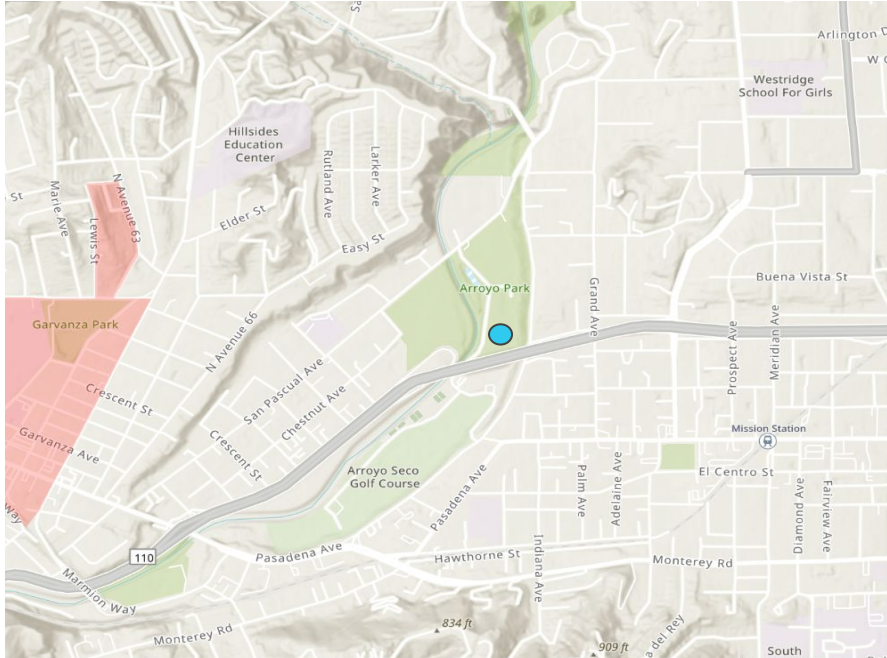 Arlington D
W C
Westridge
School For Girls
Hillsides
Education
Center
Rutland Ave
Larker Ave
N Avenue 63
Marie Ave
Lewis St
St
Elder St
Easy St
Arroyo Park
Grand Ave
Buena Vista St
Garvanza Park
N Avenue 66
Prospect Ave
Meridian Ave
San Pascual Ave
Chestnut Ave
Crescent St
Crescent St
Garvanza Ave
Mission Station
Arroyo Seco
Golf Course
Pasadena Ave
Palm Ave
Adelaine Ave
El Centro St
Diamond Ave
Fairview Ave
Way
110
Pasadena Ave
Hawthorne St
Indiana Ave
Monterey Rd
Marmion Way
Monterey Rd
834 ft
909 ft
a del Rey
South